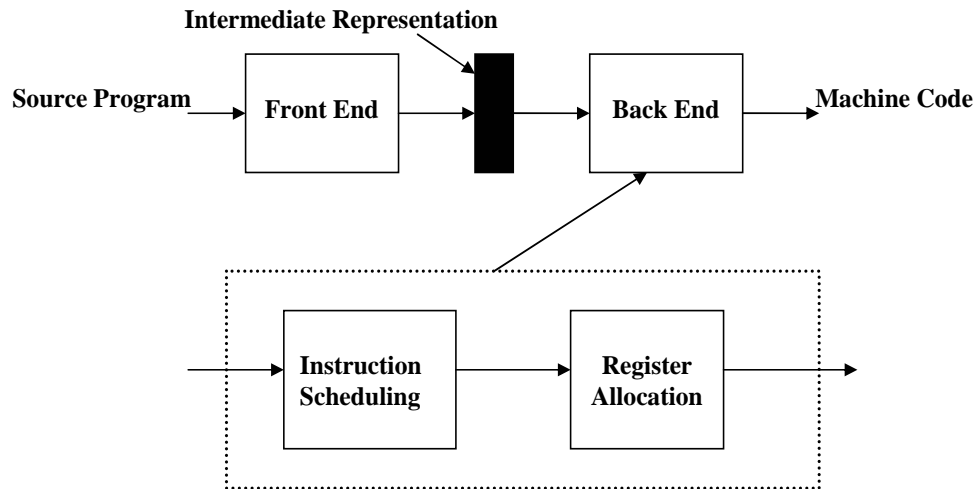 Intermediate Representation
Source Program
Front End
Back End
Machine Code
Instruction
Scheduling
Register
Allocation